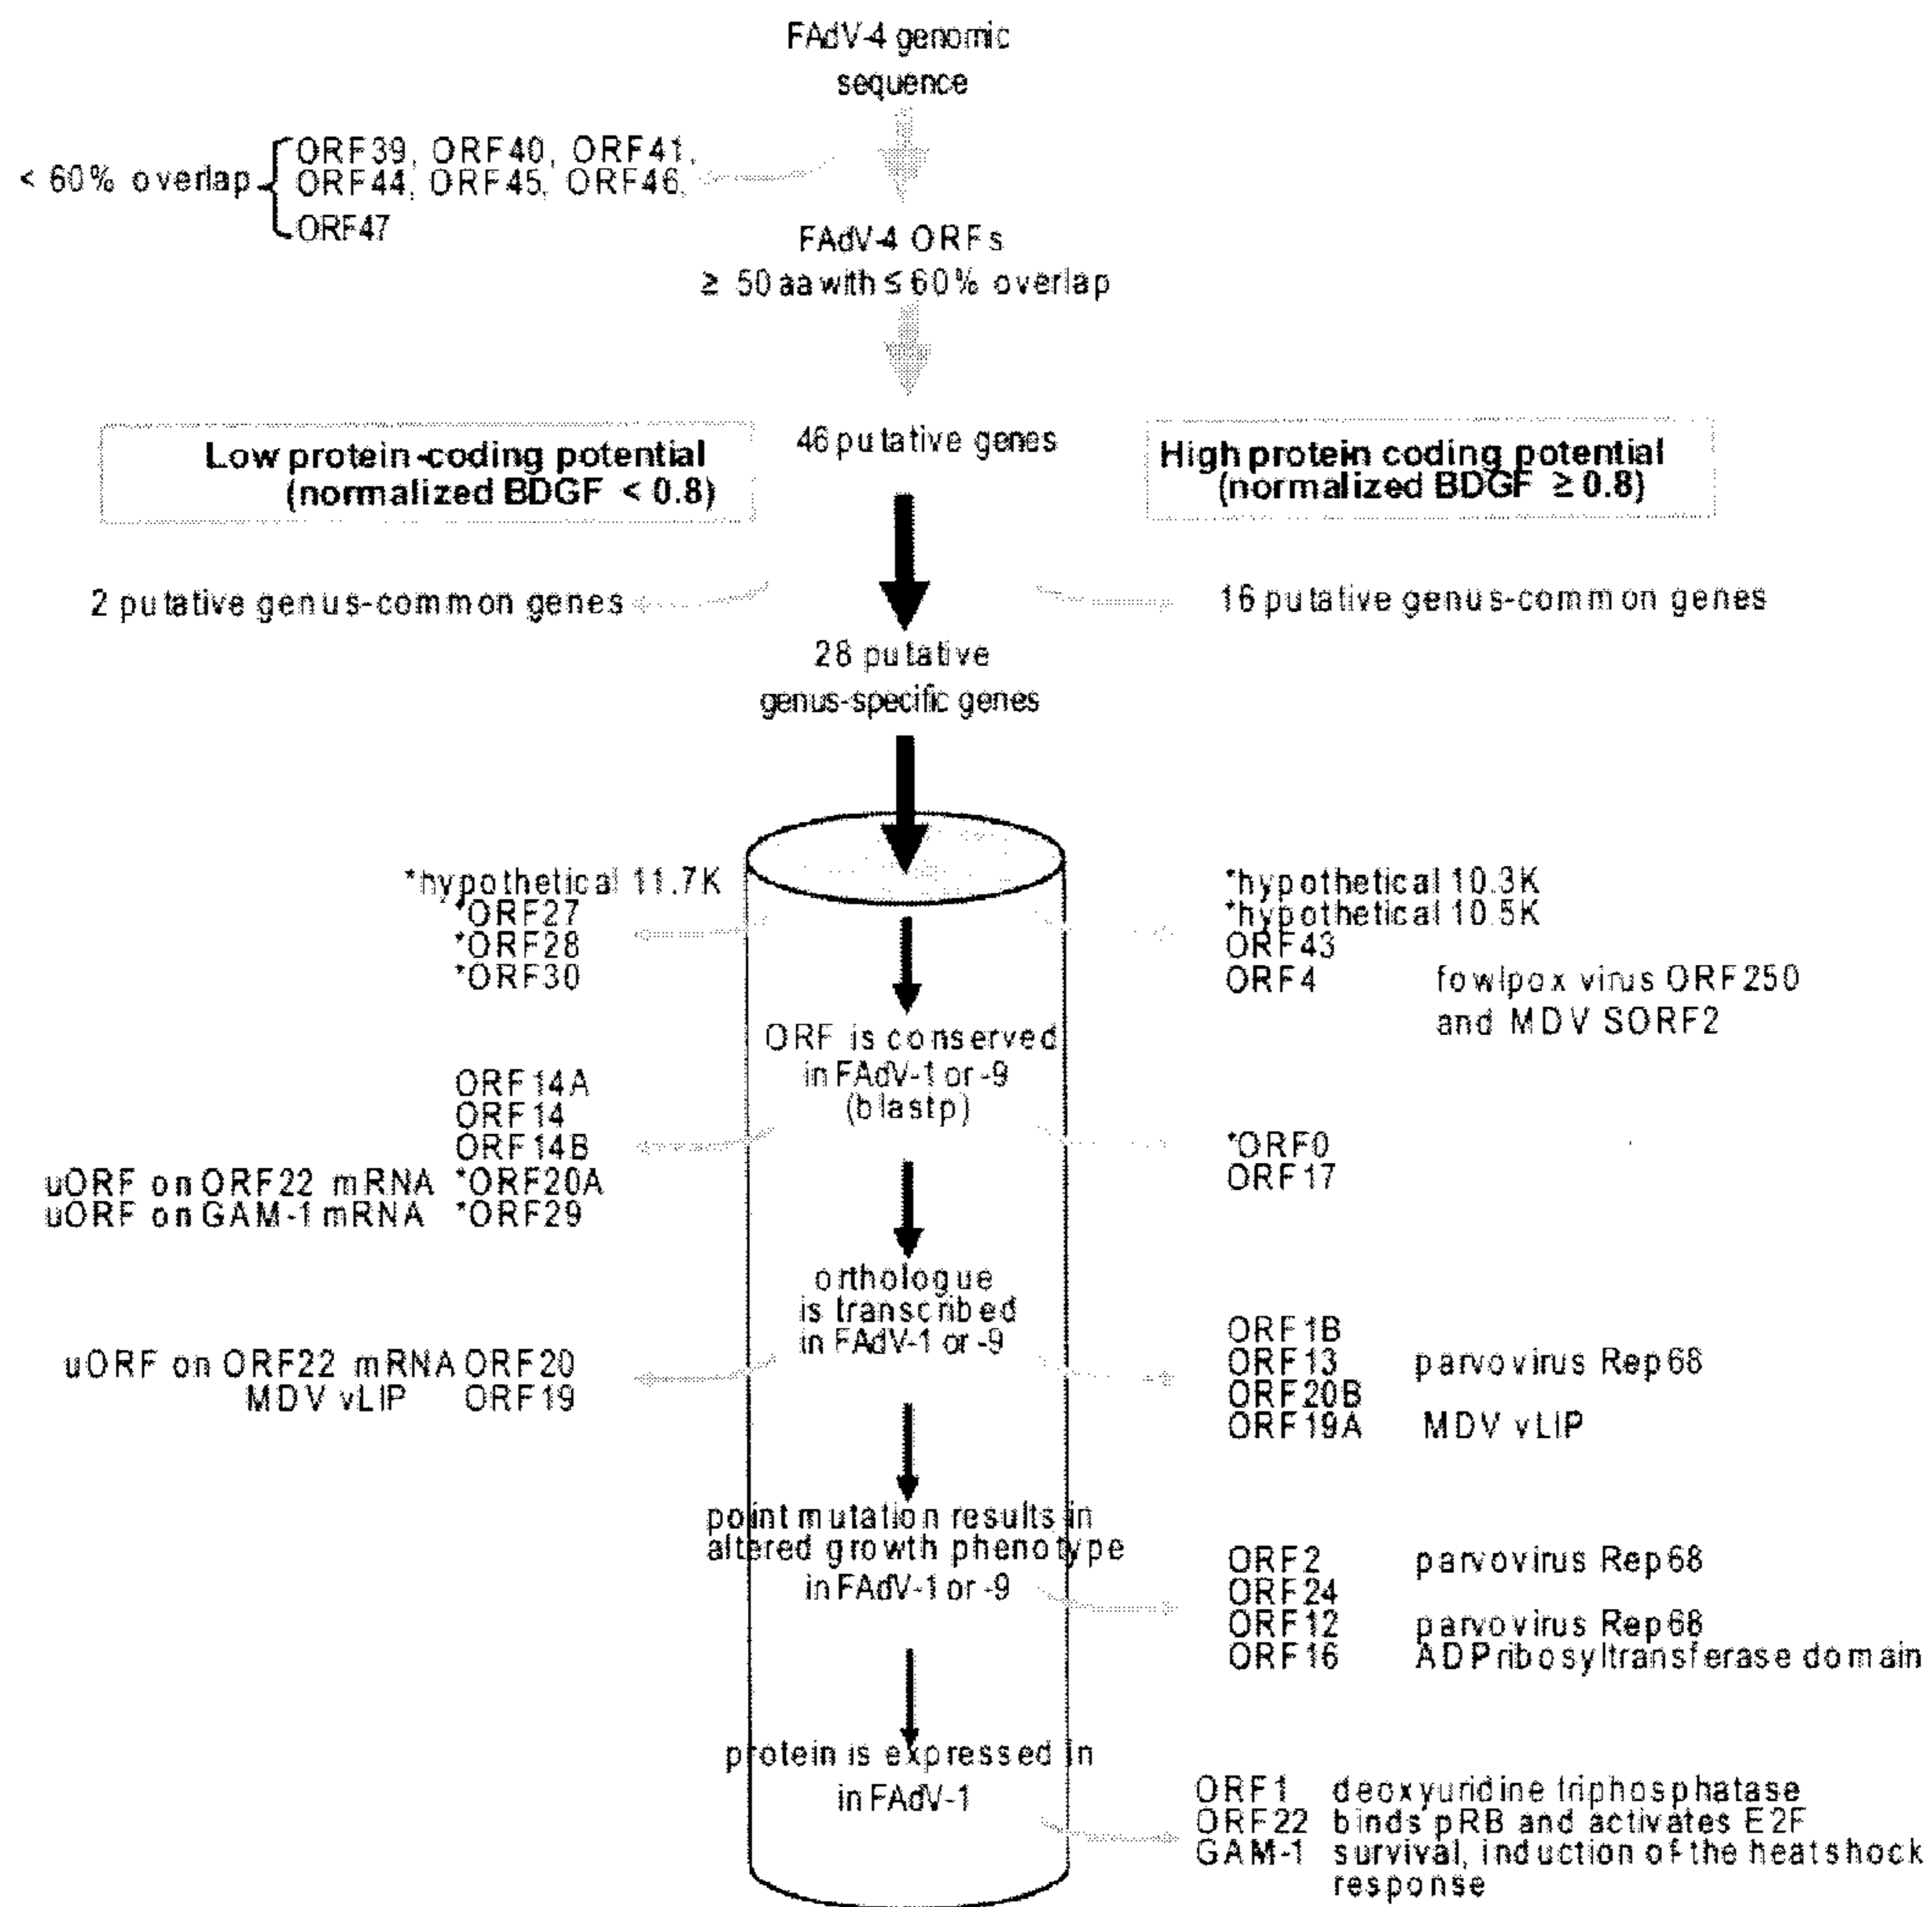 FAdV-4 genomic
sequence
< 60% overlap
ORF39, ORF40, ORF41,
ORF44, ORF45, ORF46,
ORF47
FAdV-4 ORFs
≥ 50 aa with ≤ 60% overlap
46 putative genes
Low protein-coding potential
(normalized BDGF < 0.8)
High protein coding potential
(normalized BDGF ≥ 0.8)
2 putative genus-common genes
16 putative genus-common genes
28 putative
genus-specific genes
*hypothetical 11.7K
*ORF27
*ORF28
*ORF30
*hypothetical 10.3K
*hypothetical 10.5K
ORF43
ORF4 fowlpox virus ORF250
and MDV SORF2
ORF is conserved
in FAdV-1 or -9
(blastp)
ORF14A
ORF14
ORF14B
uORF on ORF22 mRNA *ORF20A
uORF on GAM-1 mRNA *ORF29
*ORF0
ORF17
orthologue
is transcribed
in FAdV-1 or -9
uORF on ORF22 mRNA ORF20
MDV vLIP ORF19
ORF1B
ORF13 parvovirus Rep68
ORF20B
ORF19A MDV vLIP
point mutation results in
altered growth phenotype
in FAdV-1 or -9
ORF2 parvovirus Rep68
ORF24
ORF12 parvovirus Rep68
ORF16 ADPribosyltransferase domain
protein is expressed in
in FAdV-1
ORF1 deoxyuridine triphosphatase
ORF22 binds pRB and activates E2F
GAM-1 survival, induction of the heatshock
response